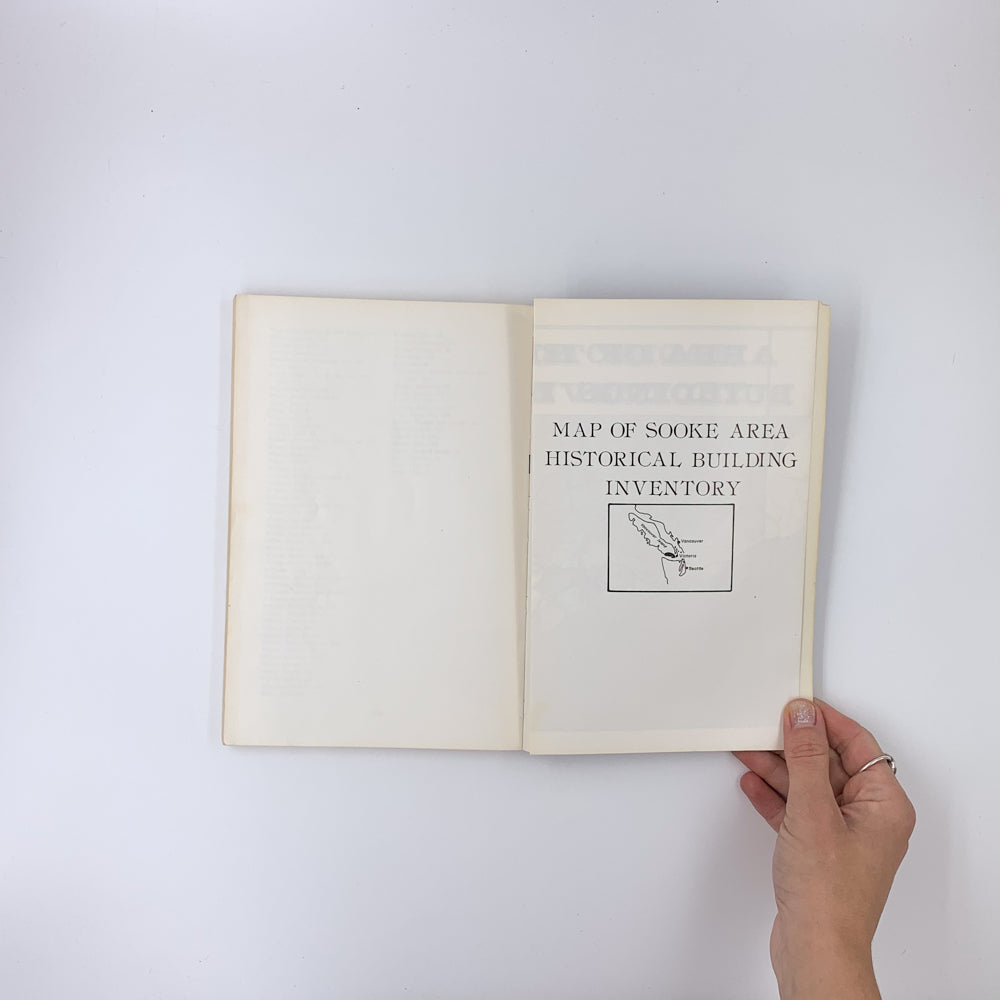 MAP OF SOOKE AREA
HISTORICAL BUILDING
INVENTORY
Vancouver
Victoria
Seattle